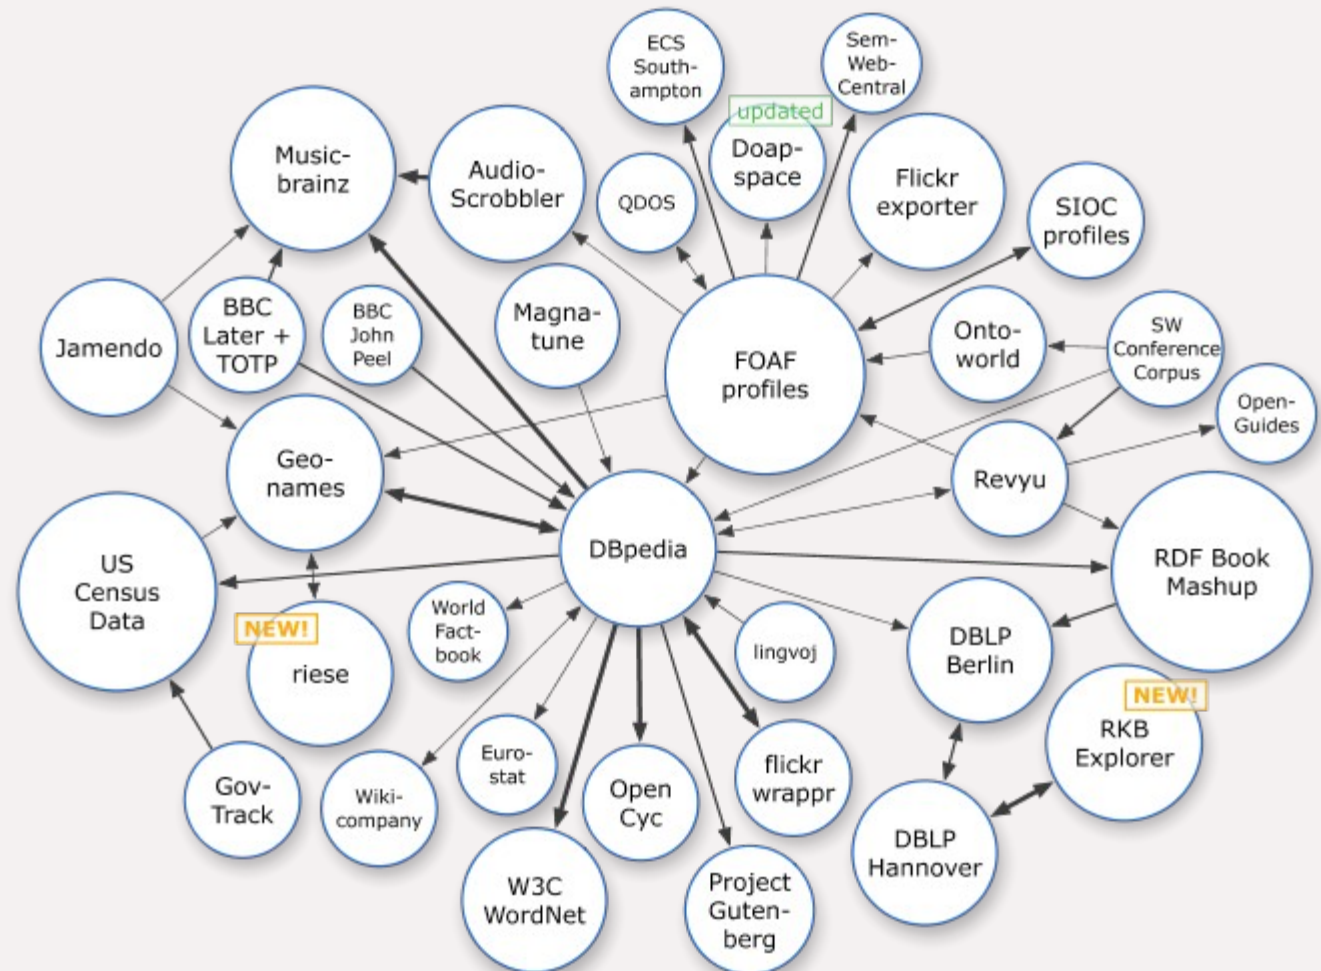 ECS
South-
ampton
Sem-
Web-
Central
updated
Doap-
space
Music-
brainz
Audio-
Scrobbler
QDOS
Flickr
exporter
SIOC
profiles
Jamendo
BBC
Later +
TOTP
BBC
John
Peel
Magna-
tune
FOAF
profiles
Onto-
world
SW
Conference
Corpus
Open-
Guides
Geo-
names
Revyu
US
Census
Data
DBpedia
RDF Book
Mashup
NEW!
riese
World
Fact-
book
lingvoj
DBLP
Berlin
NEW!
RKB
Explorer
Gov-
Track
Wiki-
company
Euro-
stat
Open
Cyc
flickr
wrappr
DBLP
Hannover
W3C
WordNet
Project
Guten-
berg